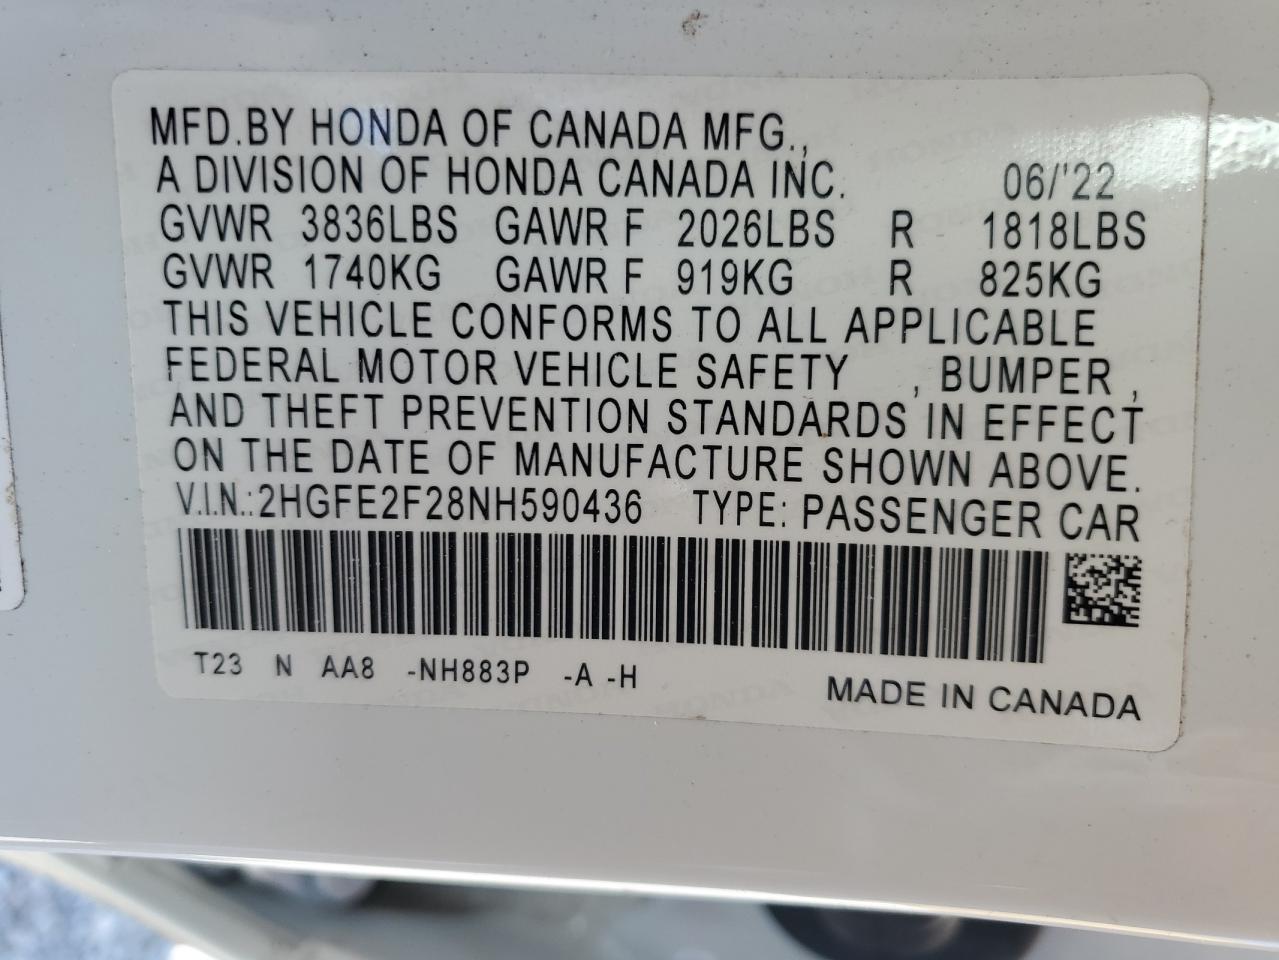 MFD.BY HONDA OF CANADA MFG.,
A DIVISION OF HONDA CANADA INC. 06/'22
GVWR 3836LBS GAWR F 2026LBS R 1818LBS
GVWR 1740KG GAWR F 919KG R 825KG
THIS VEHICLE CONFORMS TO ALL APPLICABLE
FEDERAL MOTOR VEHICLE SAFETY , BUMPER ,
AND THEFT PREVENTION STANDARDS IN EFFECT
ON THE DATE OF MANUFACTURE SHOWN ABOVE.
V.I.N.:2HGFE2F28NH590436 TYPE: PASSENGER CAR
T23 N AA8 -NH883P -A -H
MADE IN CANADA